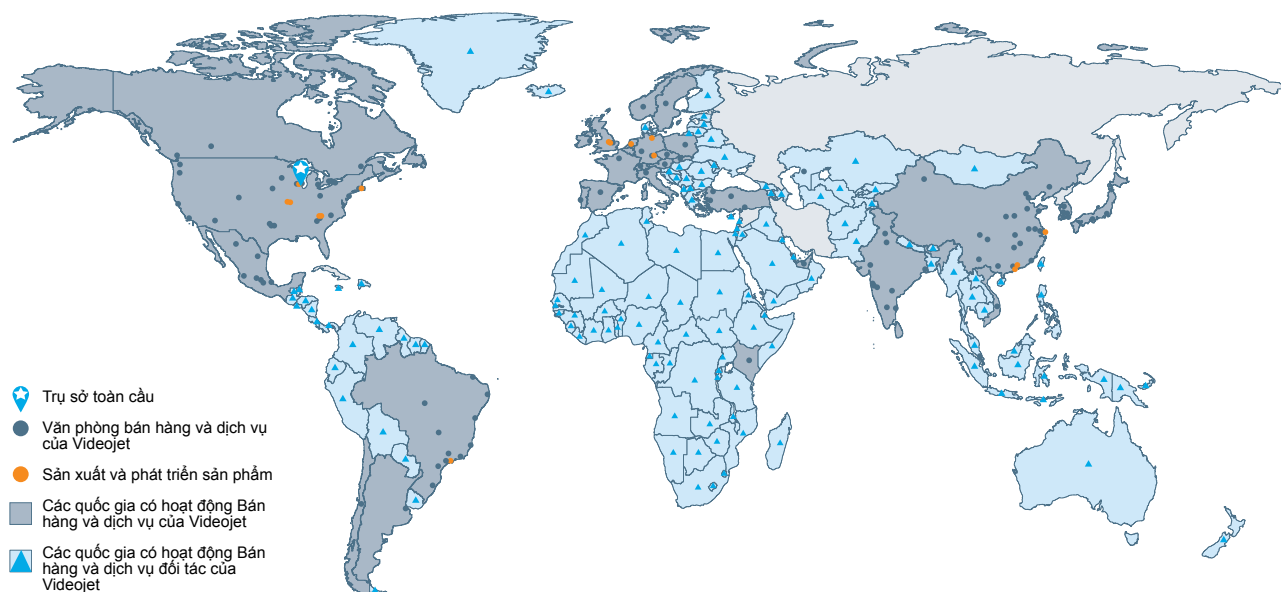 Trụ sở toàn cầu
Văn phòng bán hàng và dịch vụ
của Videojet
Sản xuất và phát triển sản phẩm
Các quốc gia có hoạt động Bán
hàng và dịch vụ của Videojet
Các quốc gia có hoạt động Bán
hàng và dịch vụ đối tác của
Videojet